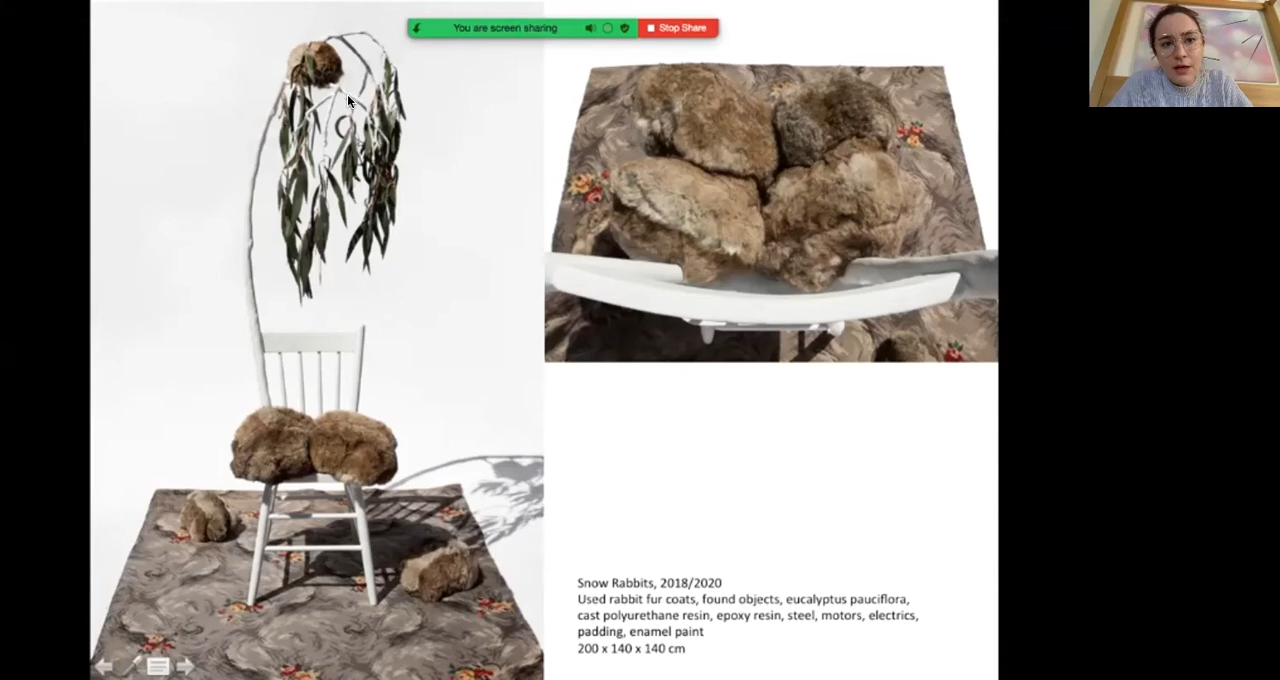 You are screen sharing
Stop Share
Snow Rabbits, 2018/2020
Used rabbit fur coats, found objects, eucalyptus pauciflora,
cast polyurethane resin, epoxy resin, steel, motors, electrics,
padding, enamel paint
200 x 140 x 140 cm